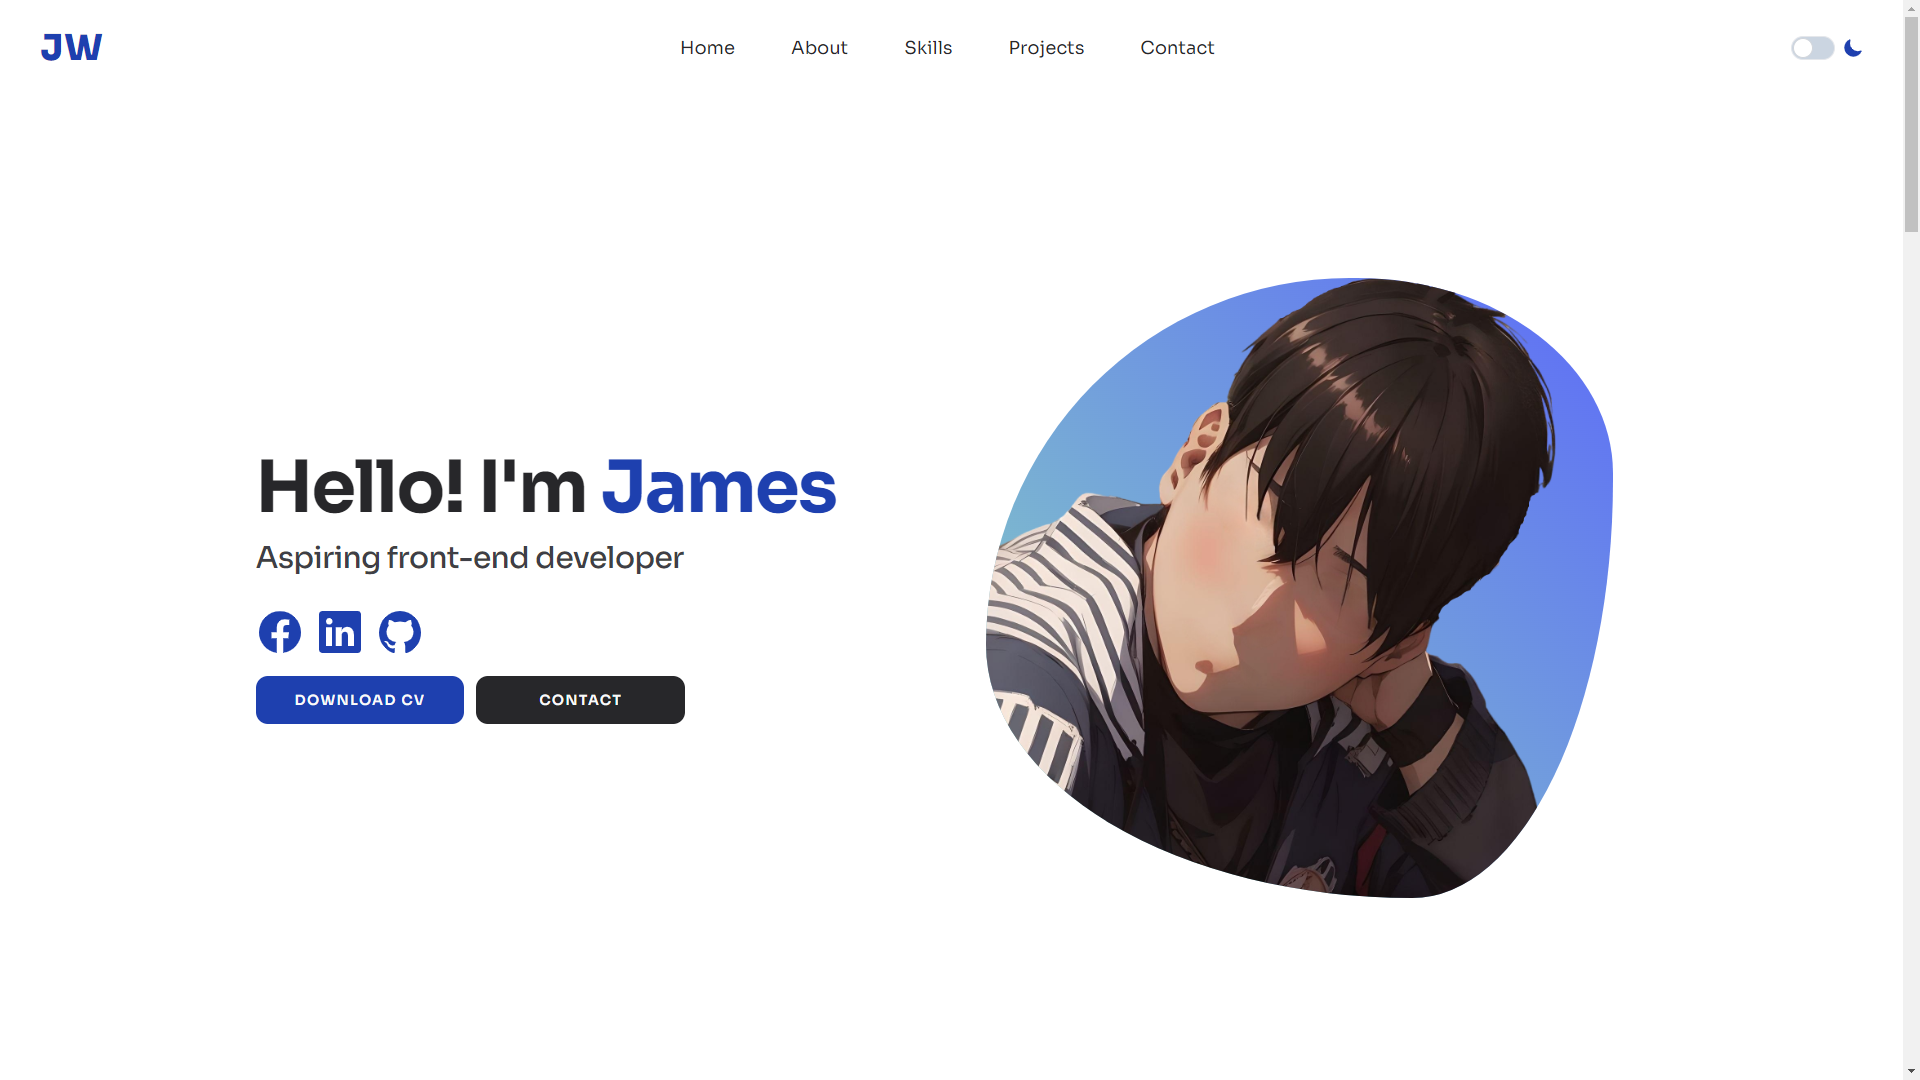 JW
Home
About
Skills
Projects
Contact
Hello! I'm James
Aspiring front-end developer
DOWNLOAD CV
CONTACT